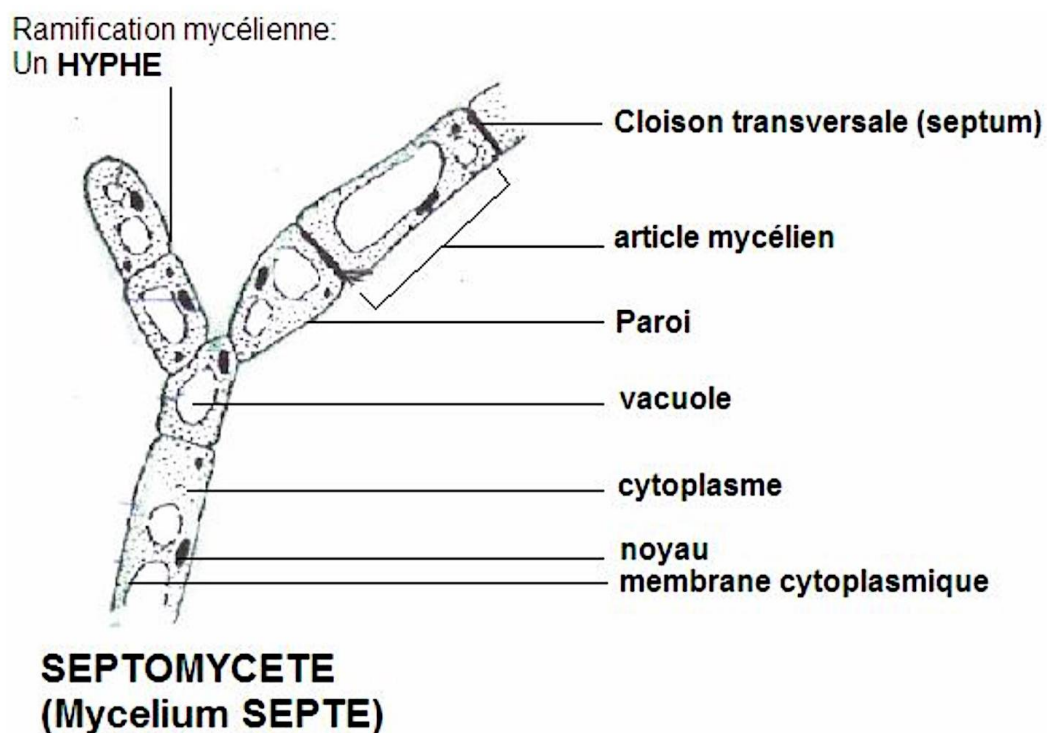 Ramification mycélienne:
Un HYPHE
Cloison transversale (septum)
article mycélien
Paroi
vacuole
cytoplasme
noyau
membrane cytoplasmique
SEPTOMYCETE
(Mycelium SEPTE)